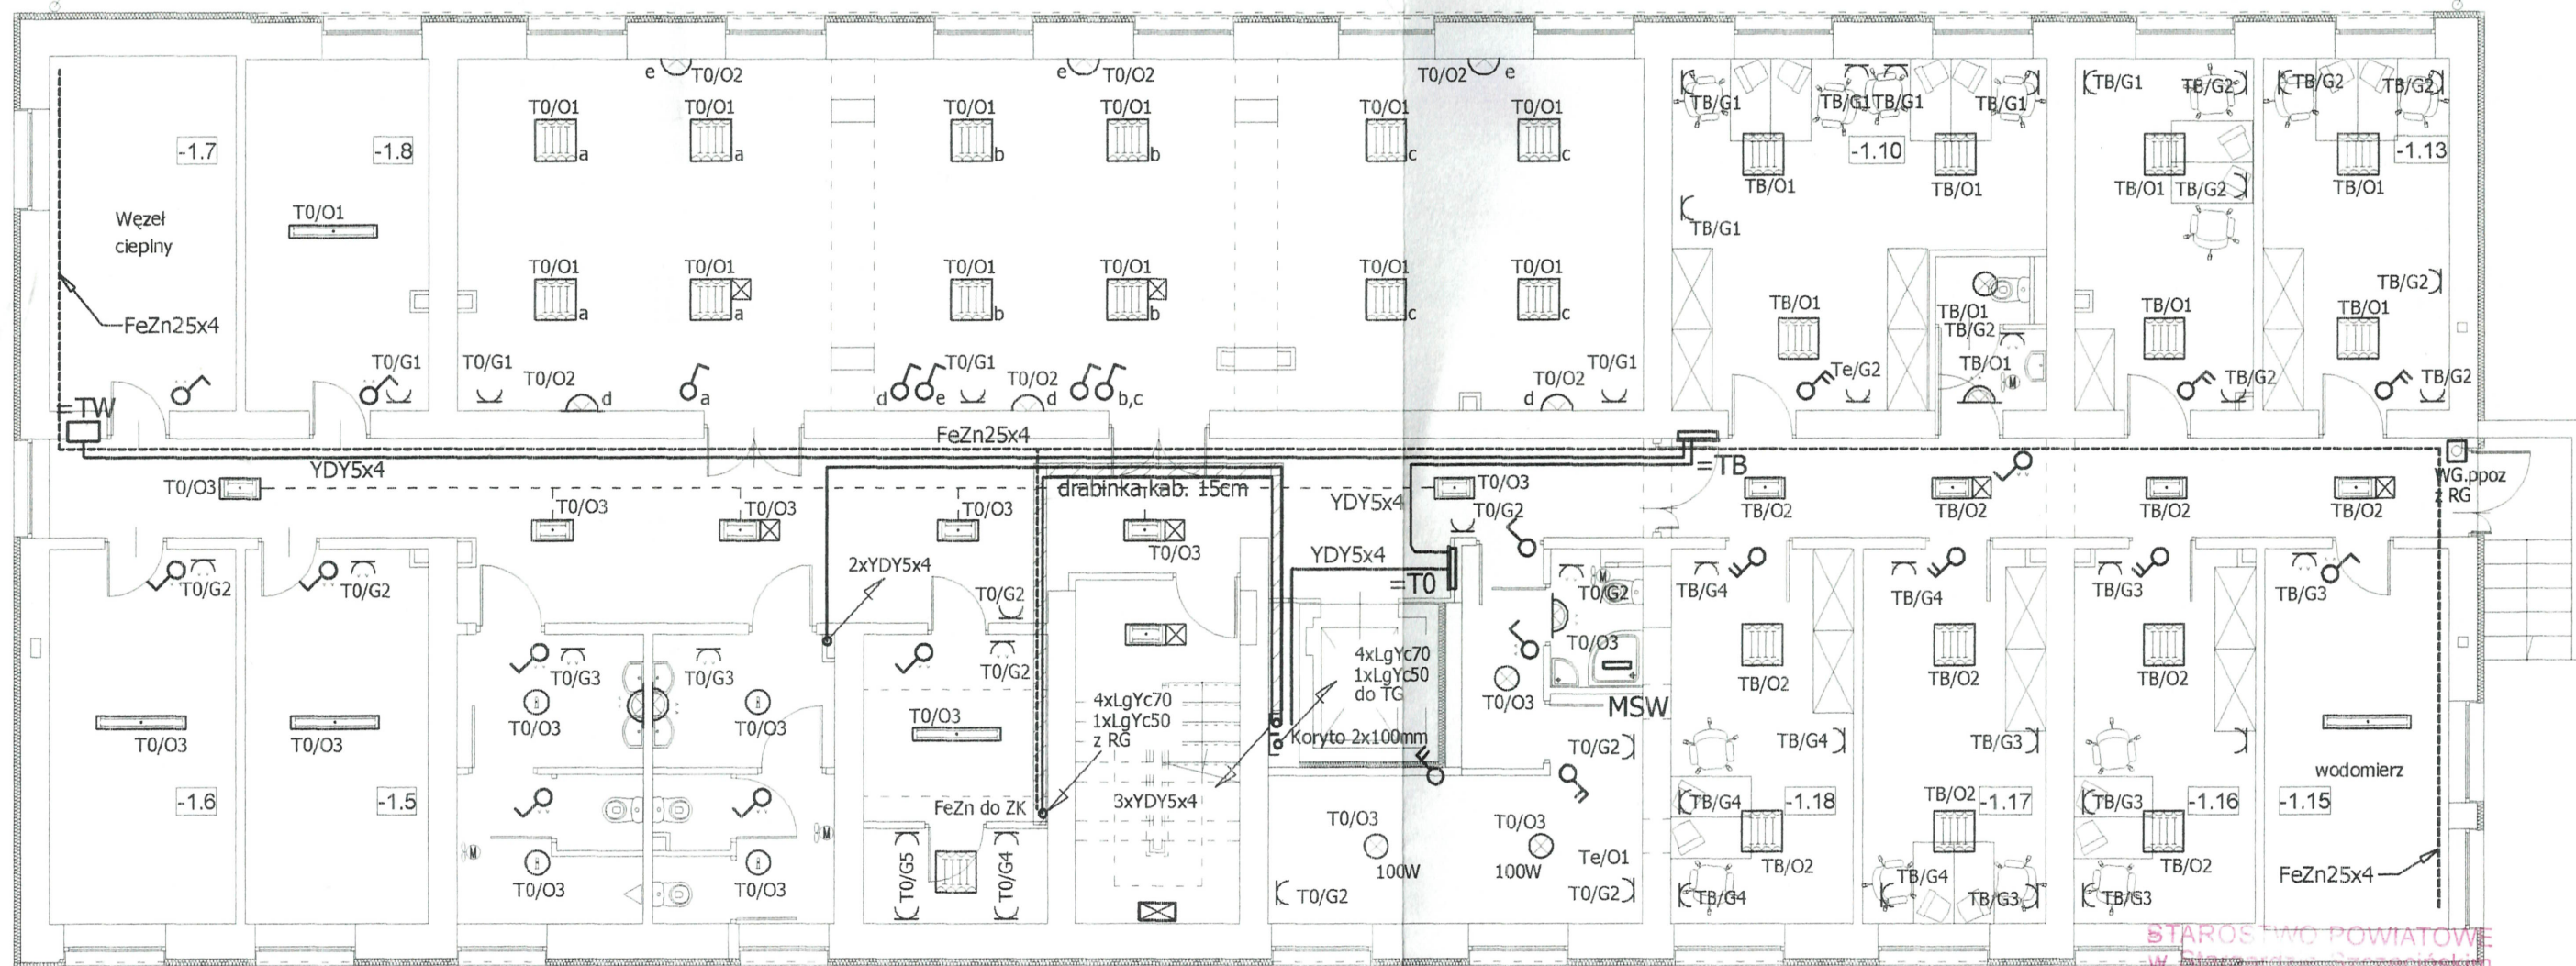 e T0/O2
e T0/O2
T0/O2 e
T0/O1
T0/O1
T0/O1
T0/O1
T0/O1
T0/O1
a
a
b
b
c
c
TB/G1
TB/G1
TB/G1
TB/G1
TB/G1
TB/G2
TB/G2
TB/G2
-1.7
-1.8
-1.10
-1.13
TB/O1
TB/O1
TB/O1
TB/G2
TB/O1
Węzeł
cieplny
T0/O1
TB/G1
T0/O1
T0/O1
T0/O1
T0/O1
T0/O1
T0/O1
a
a
b
b
c
c
TB/G2
TB/O1
TB/O1
TB/G2
TB/O1
TB/O1
FeZn25x4
T0/G1
T0/G1
T0/O2
d
a
d
e
T0/G1
T0/O2
d
b,c
T0/O2
d
T0/G1
Te/G2
TB/O1
M
TB/G2
TB/G2
=TW
FeZn25x4
YDY5x4
=TB
WG.ppoz
z RG
T0/O3
drabinka kab. 15cm
YDY5x4
T0/O3
T0/G2
T0/O3
T0/O3
T0/O3
T0/O3
TB/O2
TB/O2
TB/O2
TB/O2
2xYDY5x4
YDY5x4
=T0
T0/G2
T0/G2
T0/G2
M
T0/G2
TB/G4
TB/G4
TB/G3
TB/G3
T0/G3
T0/G3
T0/G2
T0/O3
4xLgYc70
1xLgYc50
do TG
TB/O2
TB/O2
TB/O2
T0/O3
T0/O3
T0/O3
T0/O3
T0/O3
4xLgYc70
1xLgYc50
z RG
T0/O3
MSW
Koryto 2x100mm
T0/G2
TB/G4
TB/G3
wodomierz
-1.6
-1.5
FeZn do ZK
3xYDY5x4
TB/G4
-1.18
TB/O2
-1.17
TB/G3
-1.16
-1.15
M
M
T0/O3
T0/O3
T0/G5
T0/G4
T0/O3
100W
T0/O3
100W
Te/O1
T0/G2
T0/G2
TB/O2
TB/G4
TB/G4
TB/G3
TB/O2
TB/G3
FeZn25x4
STAROSTWO POWIATOWE